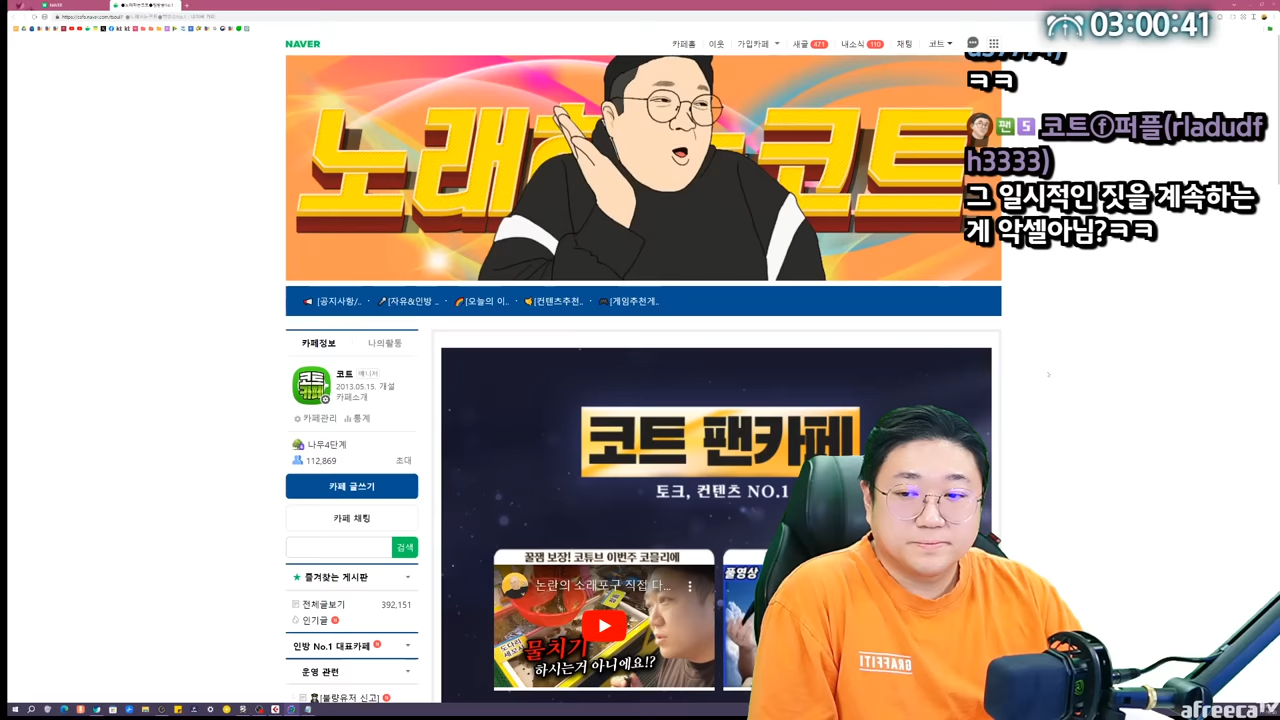 03:00:41
NAVER
카페홈
이웃
가입카페
새글 471
내소식 110
채팅
코트
ㅋㅋ
팬 S 코트ⓕ퍼플(rladudf
h3333)
그 일시적인 짓을 계속하는
게 악셀아님?ㅋㅋ
노래하는 코트
[공지사항/.. · [자유&인방 .. · [오늘의 이.. · [컨텐츠추천.. · [게임추천게..
카페정보
나의활동
코트카페
코트 매니저
2013.05.15. 개설
카페소개
카페관리
통계
나무4단계
112,869
초대
카페 글쓰기
카페 채팅
검색
즐겨찾는 게시판
전체글보기 392,151
인기글
인방 No.1 대표카페
운영 관련
[불량유저 신고]
코트 팬카페
토크, 컨텐츠 NO.1
꿀잼 보장! 코튜브 이번주 코믈리에
논란의 소래포구 직접 다...
물치기
하시는거 아니에요!?
풀영상
GRAFFITI
afreecaTV